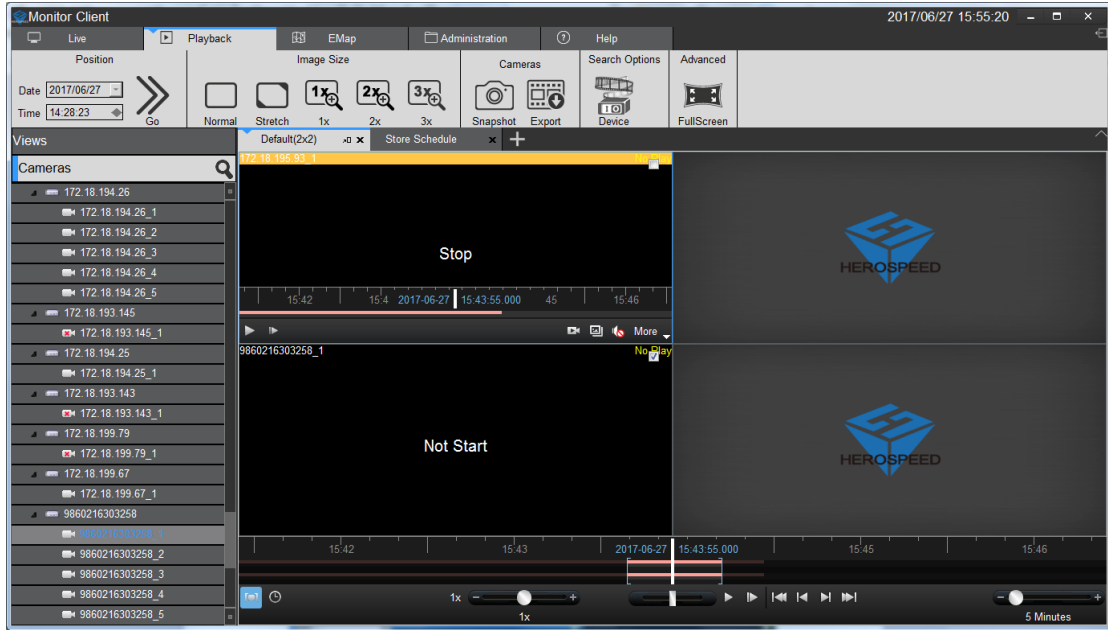 Monitor Client
2017/06/27 15:55:20
Live
Playback
EMap
Administration
Help
Position
Image Size
Cameras
Search Options
Advanced
Date 2017/06/27
Time 14:28:23
Go
Normal
Stretch
1x
1x
2x
2x
3x
3x
Snapshot
Export
Device
FullScreen
Views
Default(2x2)
Store Schedule
Cameras
172.18.194.26
172.18.194.26_1
172.18.194.26_2
172.18.194.26_3
172.18.194.26_4
172.18.194.26_5
172.18.193.145
172.18.193.145_1
172.18.194.25
172.18.194.25_1
172.18.193.143
172.18.193.143_1
172.18.199.79
172.18.199.79_1
172.18.199.67
172.18.199.67_1
9860216303258
9860216303258_1
9860216303258_2
9860216303258_3
9860216303258_4
9860216303258_5
172.18.195.93_1
No Play
Stop
15:42 15:4 2017-06-27 15:43:55.000 45 15:46
More
HEROSPEED
9860216303258_1
No Play
Not Start
HEROSPEED
15:42 15:43 2017-06-27 15:43:55.000 15:45 15:46
1x
1x
5 Minutes